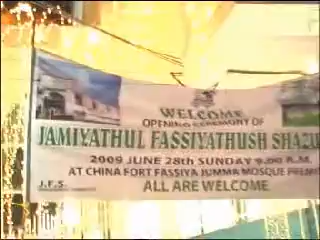 WELCOME
OPENING CEREMONY OF
JAMIYATHUL FASSIYATHUSH SHAZU
2009 JUNE 28th SUNDAY 9.00 A.M.
AT CHINA FORT FASSIYA JUMMA MOSQUE PREMI
J.F.S.
ALL ARE WELCOME